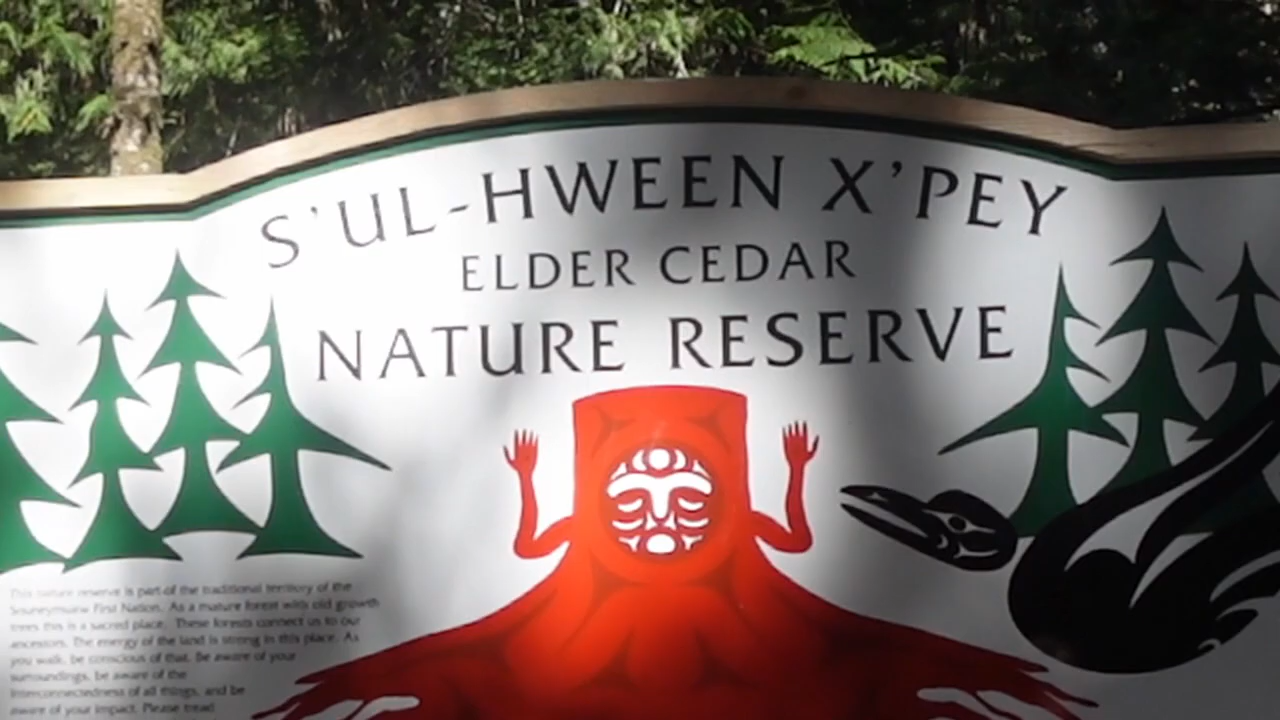 S'UL-HWEEN X'PEY
ELDER CEDAR
NATURE RESERVE
This nature reserve is part of the traditional territory of the
Snuneymuxw First Nation. As a mature forest with old growth
trees this is a sacred place. These forests connect us to our
ancestors. The energy of the land is strong in this place. As
you walk, be conscious of that. Be aware of your
surroundings, be aware of the
interconnectedness of all things, and be
aware of your impact. Please tread